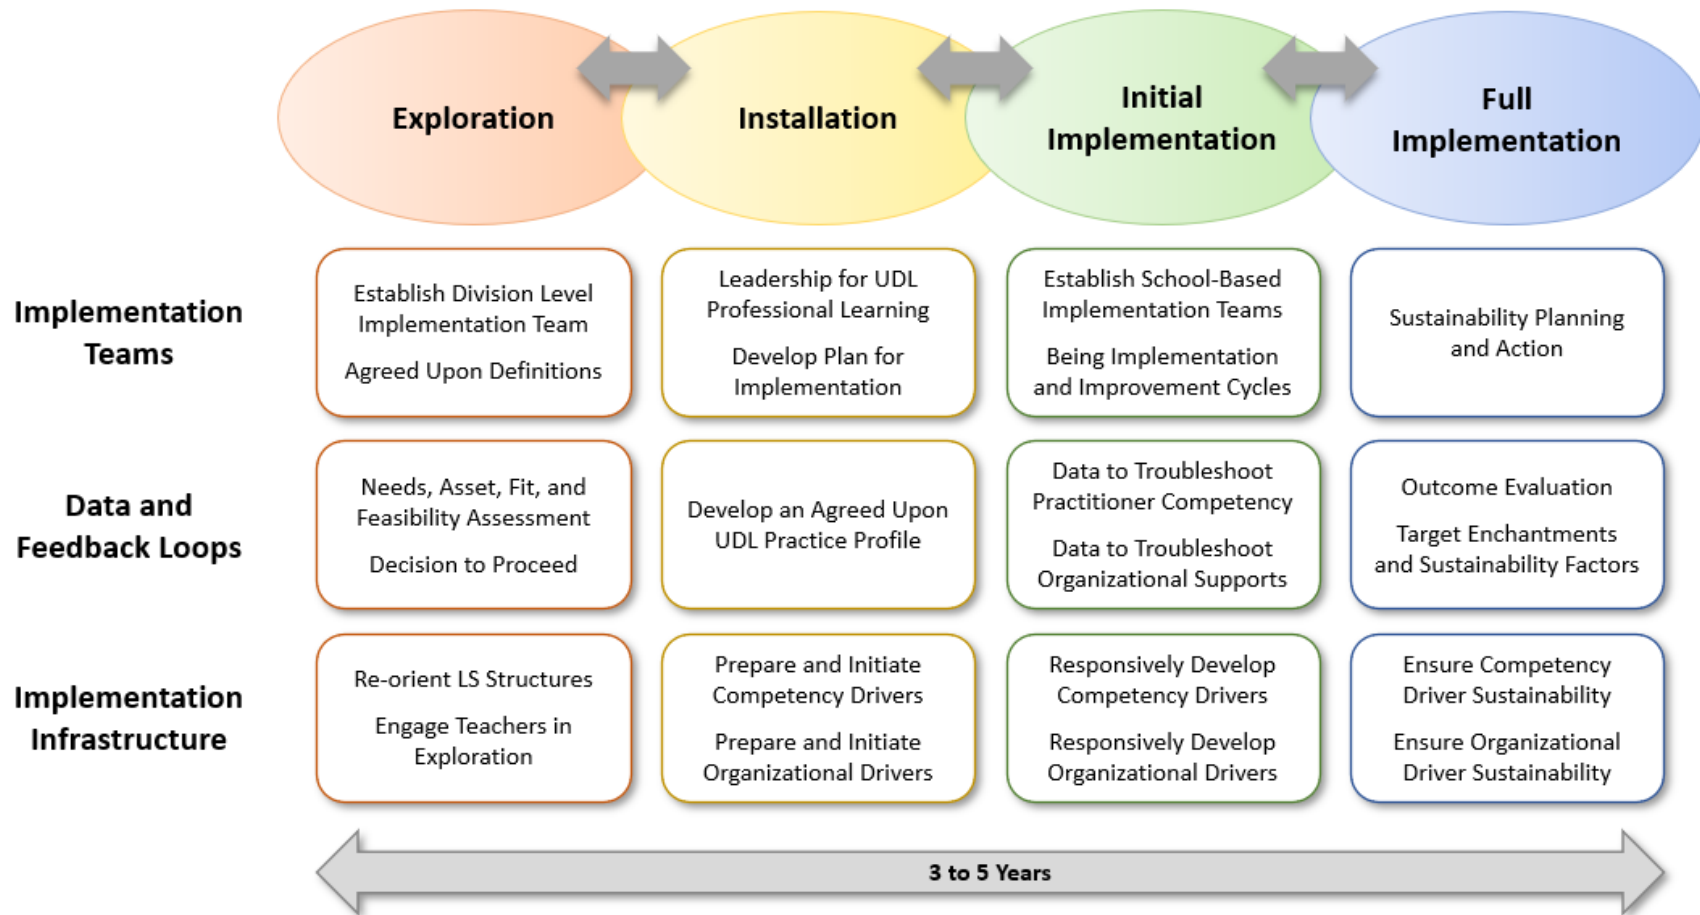 Exploration
Installation
Initial
Implementation
Full
Implementation
Implementation
Teams
Establish Division Level
Implementation Team
Agreed Upon Definitions
Leadership for UDL
Professional Learning
Develop Plan for
Implementation
Establish School-Based
Implementation Teams
Being Implementation
and Improvement Cycles
Sustainability Planning
and Action
Data and
Feedback Loops
Needs, Asset, Fit, and
Feasibility Assessment
Decision to Proceed
Develop an Agreed Upon
UDL Practice Profile
Data to Troubleshoot
Practitioner Competency
Data to Troubleshoot
Organizational Supports
Outcome Evaluation
Target Enchantments
and Sustainability Factors
Implementation
Infrastructure
Re-orient LS Structures
Engage Teachers in
Exploration
Prepare and Initiate
Competency Drivers
Prepare and Initiate
Organizational Drivers
Responsively Develop
Competency Drivers
Responsively Develop
Organizational Drivers
Ensure Competency
Driver Sustainability
Ensure Organizational
Driver Sustainability
3 to 5 Years